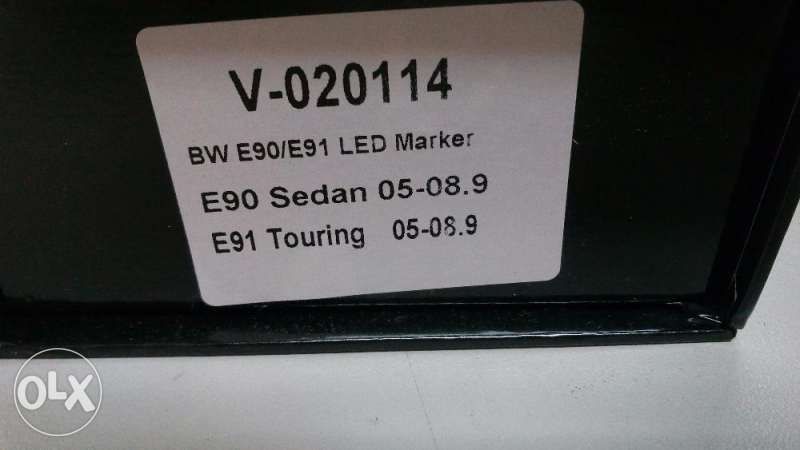 V-020114
BW E90/E91 LED Marker
E90 Sedan 05-08.9
E91 Touring 05-08.9
OLX